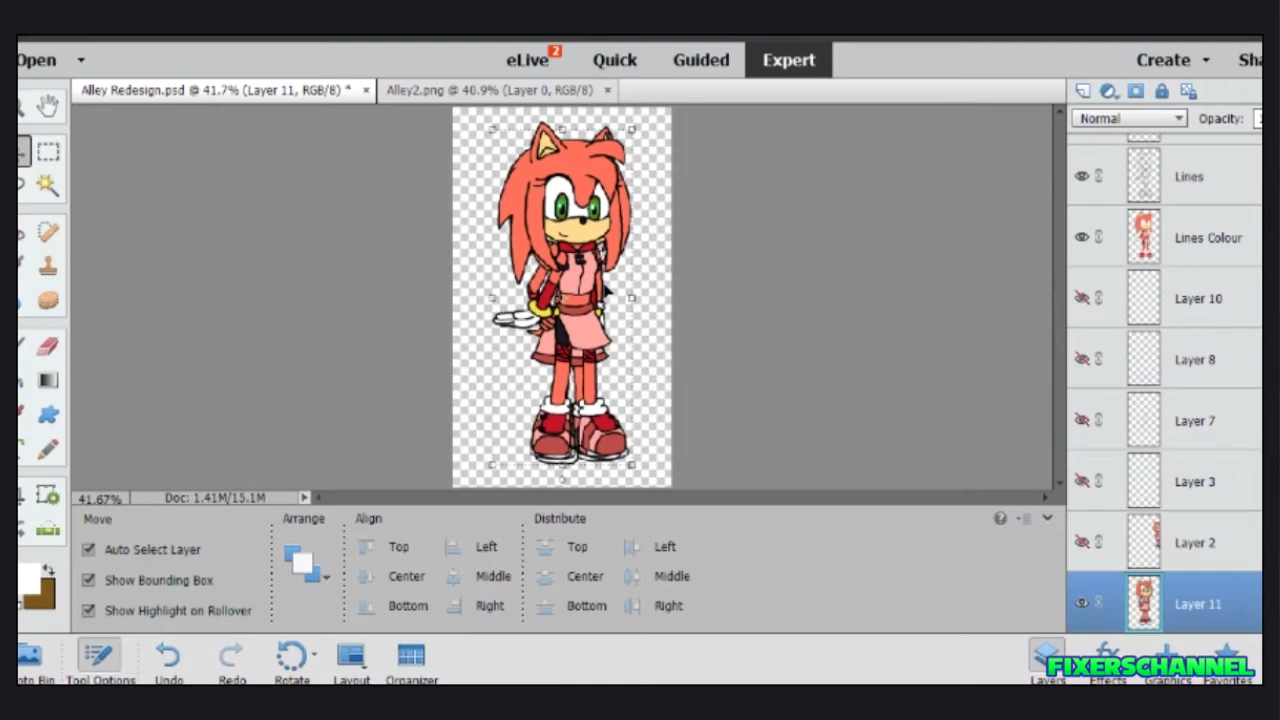 Open
eLive 2 Quick Guided Expert
Create
Alley Redesign.psd @ 41.7% (Layer 11, RGB/8) * ×
Alley2.png @ 40.9% (Layer 0, RGB/8) ×
Normal Opacity:
Lines
Lines Colour
Layer 10
Layer 8
Layer 7
Layer 3
Layer 2
Layer 11
41.67% Doc: 1.41M/15.1M
Move
Auto Select Layer
Show Bounding Box
Show Highlight on Rollover
Arrange
Align
Top Left
Center Middle
Bottom Right
Distribute
Top Left
Center Middle
Bottom Right
Tool Options Undo Redo Rotate Layout Organizer
Layers Effects Graphics Favorites
FIXERSCHANNEL